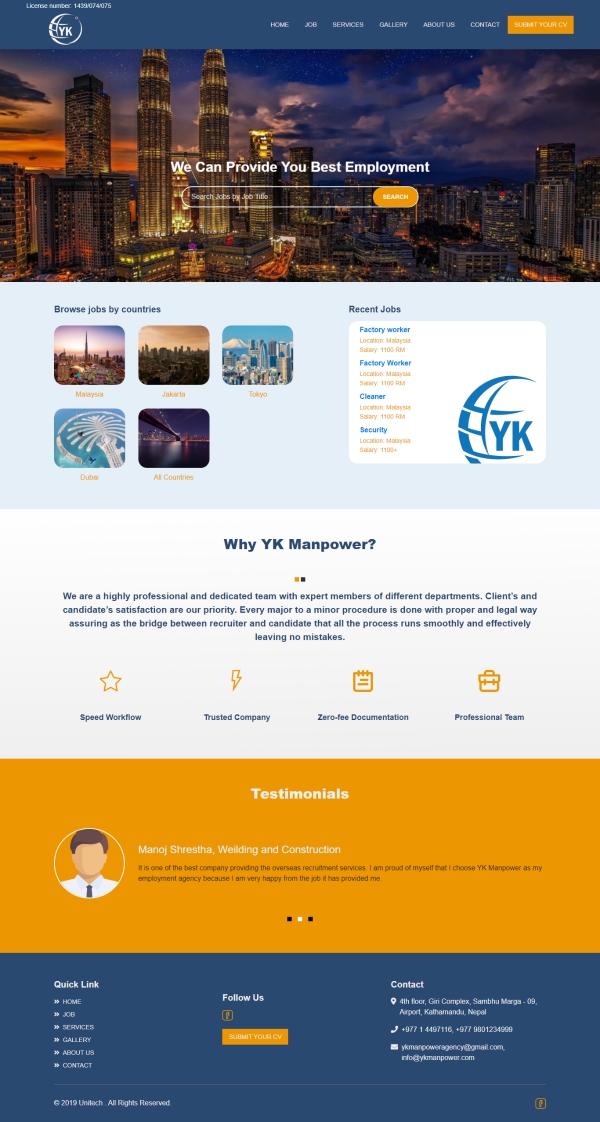 License number: 1439/074/075
YK
HOME
JOB
SERVICES
GALLERY
ABOUT US
CONTACT
SUBMIT YOUR CV
We Can Provide You Best Employment
Search Jobs by Job Title
SEARCH
Browse jobs by countries
Malaysia
Jakarta
Tokyo
Dubai
All Countries
Recent Jobs
Factory worker
Location: Malaysia
Salary: 1100 RM
Factory Worker
Location: Malaysia
Salary: 1100 RM
Cleaner
Location: Malaysia
Salary: 1100 RM
Security
Location: Malaysia
Salary: 1100+
YK
Why YK Manpower?
We are a highly professional and dedicated team with expert members of different departments. Client's and
candidate's satisfaction are our priority. Every major to a minor procedure is done with proper and legal way
assuring as the bridge between recruiter and candidate that all the process runs smoothly and effectively
leaving no mistakes.
Speed Workflow
Trusted Company
Zero-fee Documentation
Professional Team
Testimonials
Manoj Shrestha, Weilding and Construction
It is one of the best company providing the overseas recruitment services. I am proud of myself that I choose YK Manpower as my
employment agency because I am very happy from the job it has provided me.
Quick Link
HOME
JOB
SERVICES
GALLERY
ABOUT US
CONTACT
Follow Us
SUBMIT YOUR CV
Contact
4th floor, Giri Complex, Sambhu Marga - 09,
Airport, Kathamandu, Nepal
+977 1 4497116, +977 9801234999
ykmanpoweragency@gmail.com,
info@ykmanpower.com
© 2019 Unitech . All Rights Reserved.